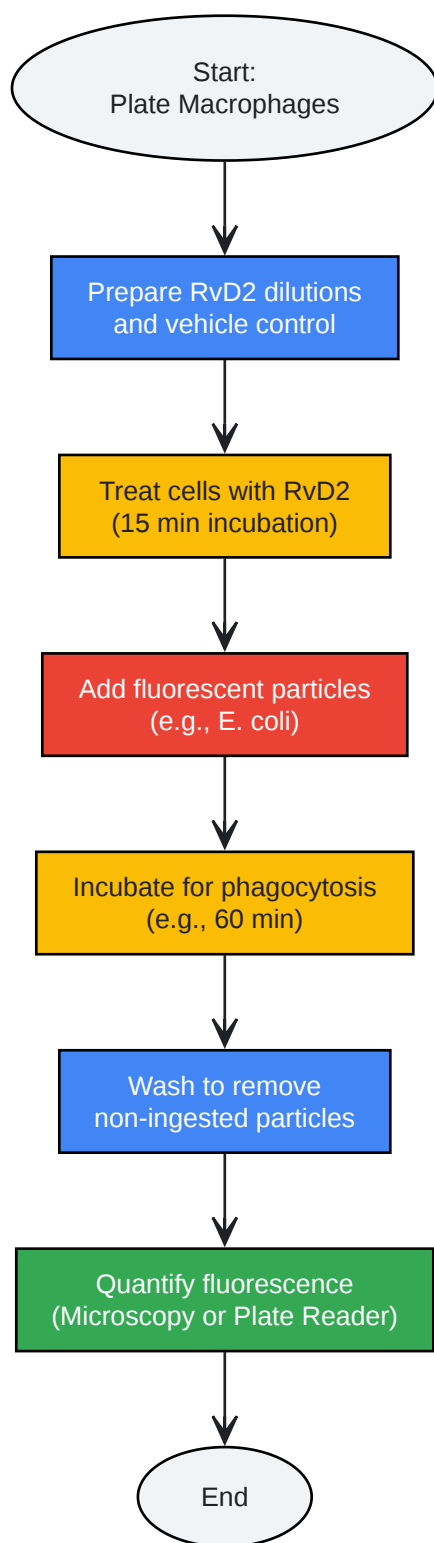 Start:
Plate Macrophages
Prepare RvD2 dilutions
and vehicle control
Treat cells with RvD2
(15 min incubation)
Add fluorescent particles
(e.g., E. coli)
Incubate for phagocytosis
(e.g., 60 min)
Wash to remove
non-ingested particles
Quantify fluorescence
(Microscopy or Plate Reader)
End